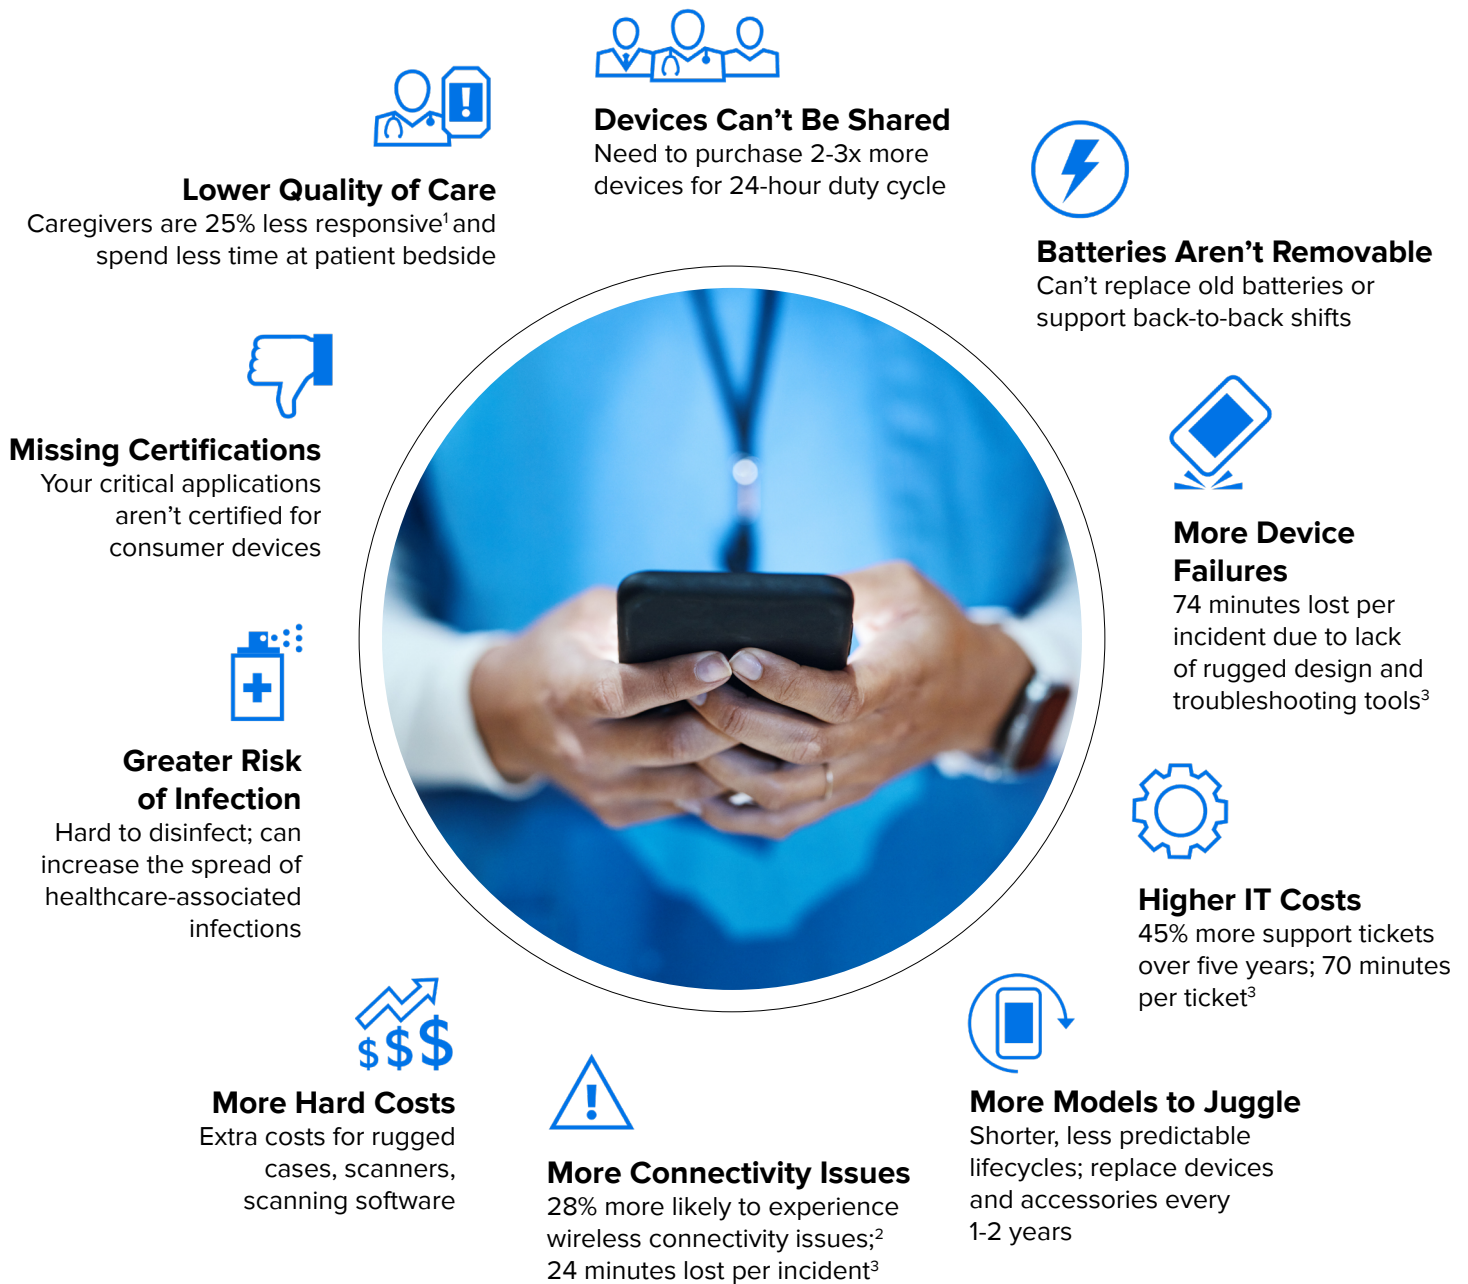 Devices Can’t Be Shared
Need to purchase 2-3x more
devices for 24-hour duty cycle
Batteries Aren’t Removable
Can’t replace old batteries or
support back-to-back shifts
More Device
Failures
74 minutes lost per
incident due to lack
of rugged design and
troubleshooting tools³
Higher IT Costs
45% more support tickets
over five years; 70 minutes
per ticket³
More Models to Juggle
Shorter, less predictable
lifecycles; replace devices
and accessories every
1-2 years
More Connectivity Issues
28% more likely to experience
wireless connectivity issues;²
24 minutes lost per incident³
$$$
More Hard Costs
Extra costs for rugged
cases, scanners,
scanning software
Greater Risk
of Infection
Hard to disinfect; can
increase the spread of
healthcare-associated
infections
Missing Certifications
Your critical applications
aren’t certified for
consumer devices
Lower Quality of Care
Caregivers are 25% less responsive¹ and
spend less time at patient bedside